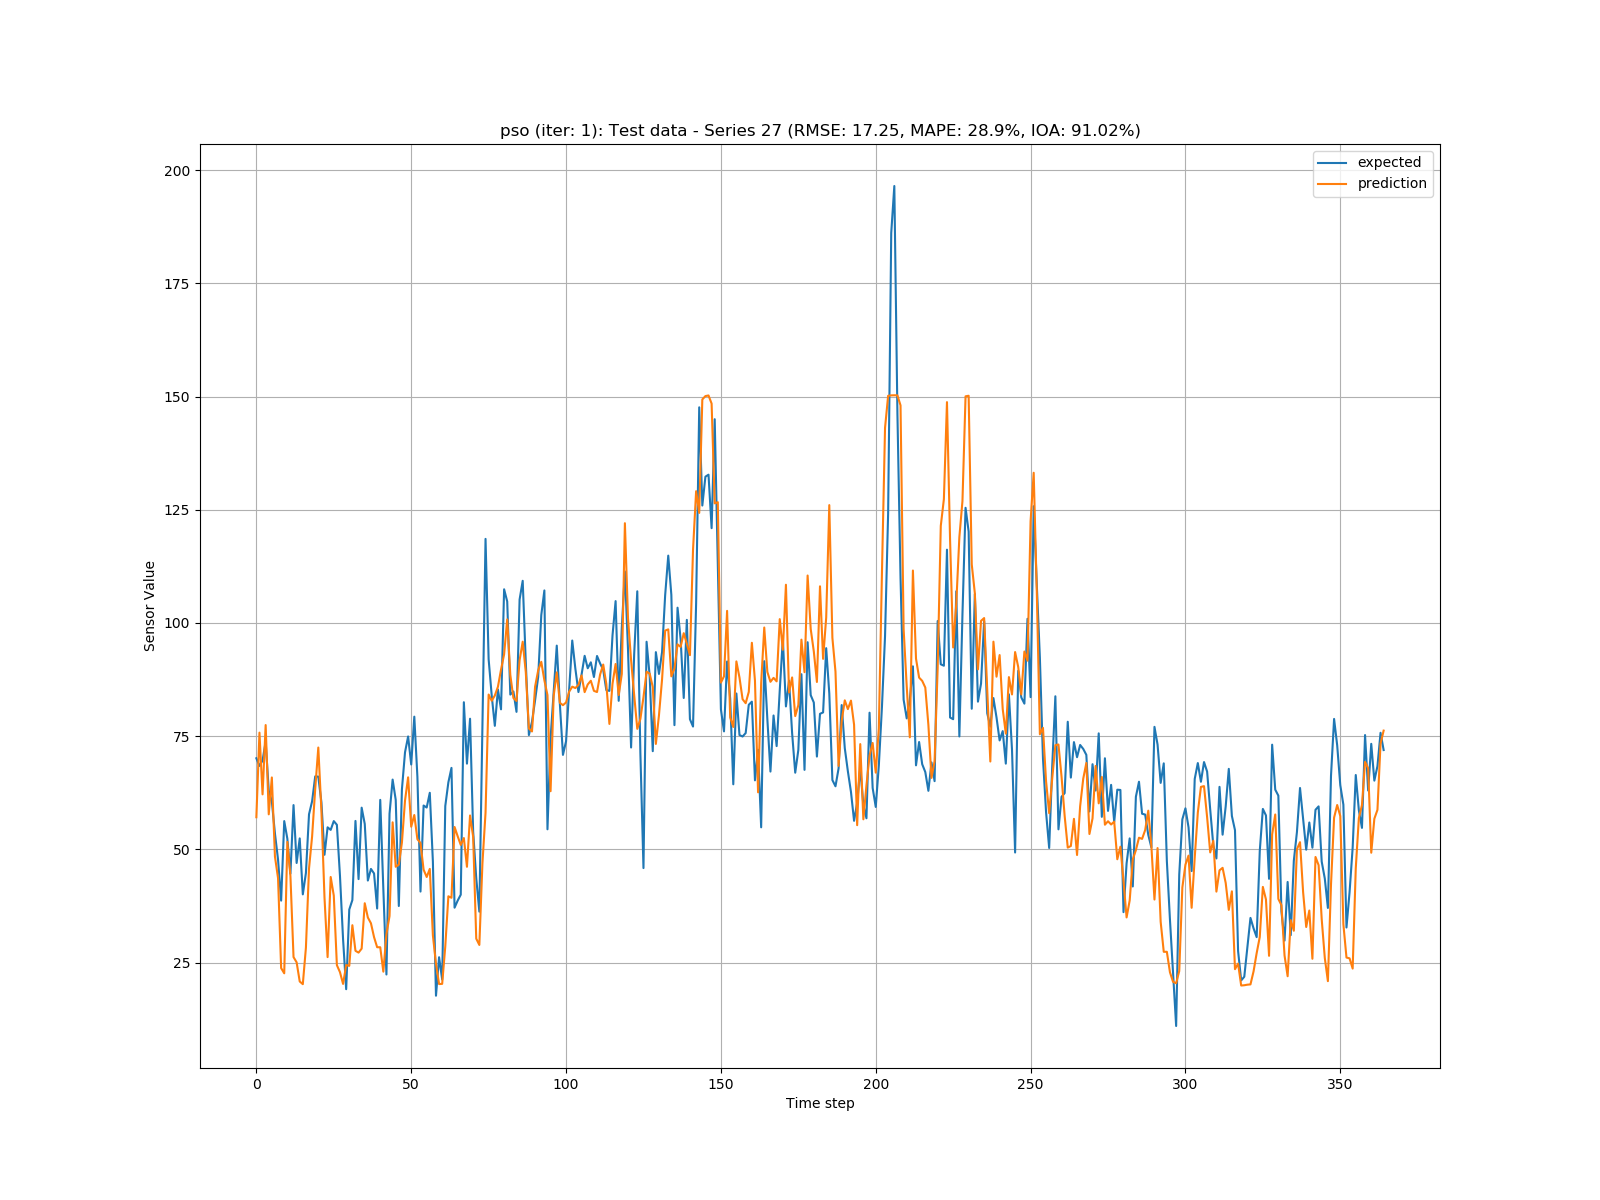 pso (iter: 1): Test data - Series 27 (RMSE: 17.25, MAPE: 28.9%, IOA: 91.02%)
expected
prediction
200
175
150
125
100
75
50
25
Sensor Value
0 50 100 150 200 250 300 350
Time step